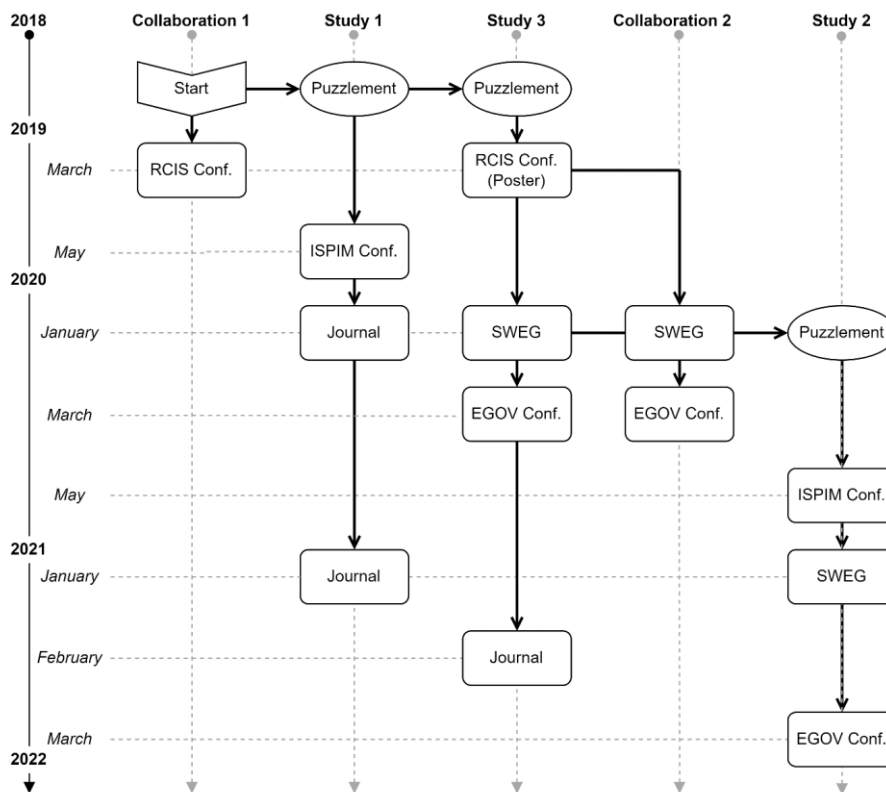 2018
Collaboration 1
Study 1
Study 3
Collaboration 2
Study 2
Start
Puzzlement
Puzzlement
2019
March
RCIS Conf.
RCIS Conf.
(Poster)
May
ISPIM Conf.
2020
January
Journal
SWEG
SWEG
Puzzlement
March
EGOV Conf.
EGOV Conf.
May
ISPIM Conf.
2021
January
Journal
SWEG
February
Journal
March
EGOV Conf.
2022